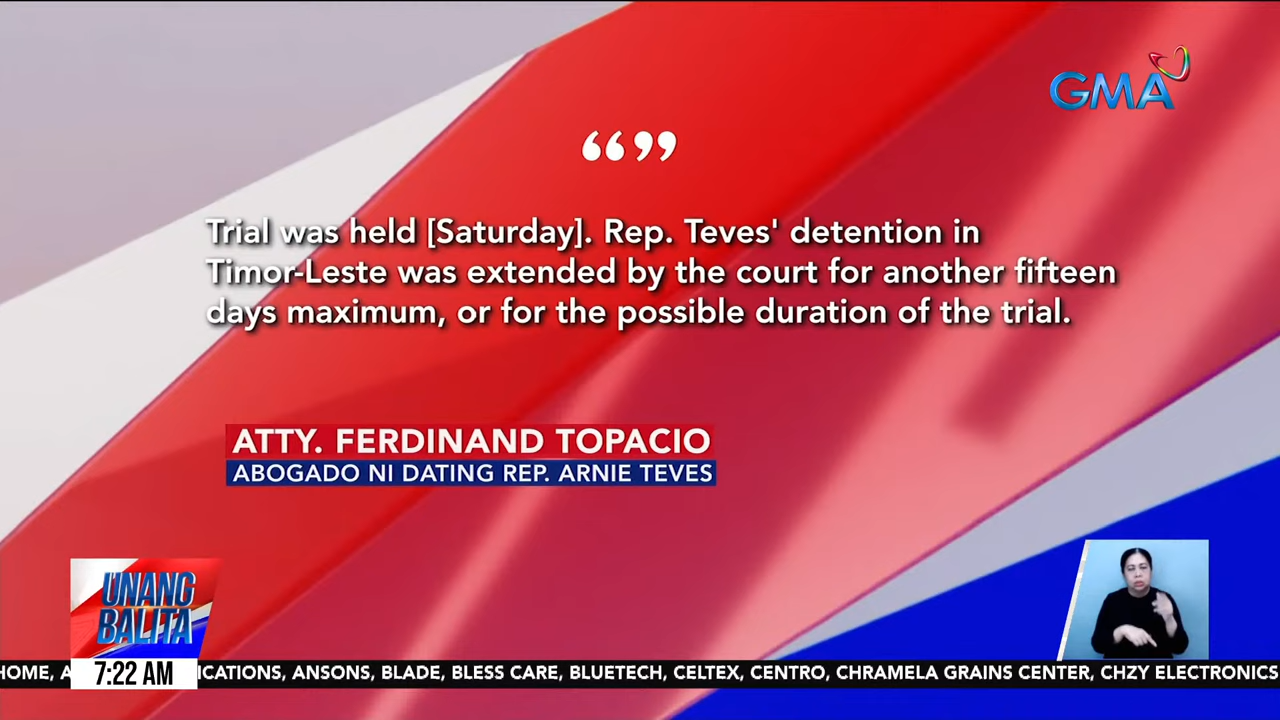 GMA
“”
Trial was held [Saturday]. Rep. Teves' detention in
Timor-Leste was extended by the court for another fifteen
days maximum, or for the possible duration of the trial.
ATTY. FERDINAND TOPACIO
ABOGADO NI DATING REP. ARNIE TEVES
UNANG
BALITA
7:22 AM
HOME, A ICATIONS, ANSONS, BLADE, BLESS CARE, BLUETECH, CELTEX, CENTRO, CHRAMELA GRAINS CENTER, CHZY ELECTRONICS